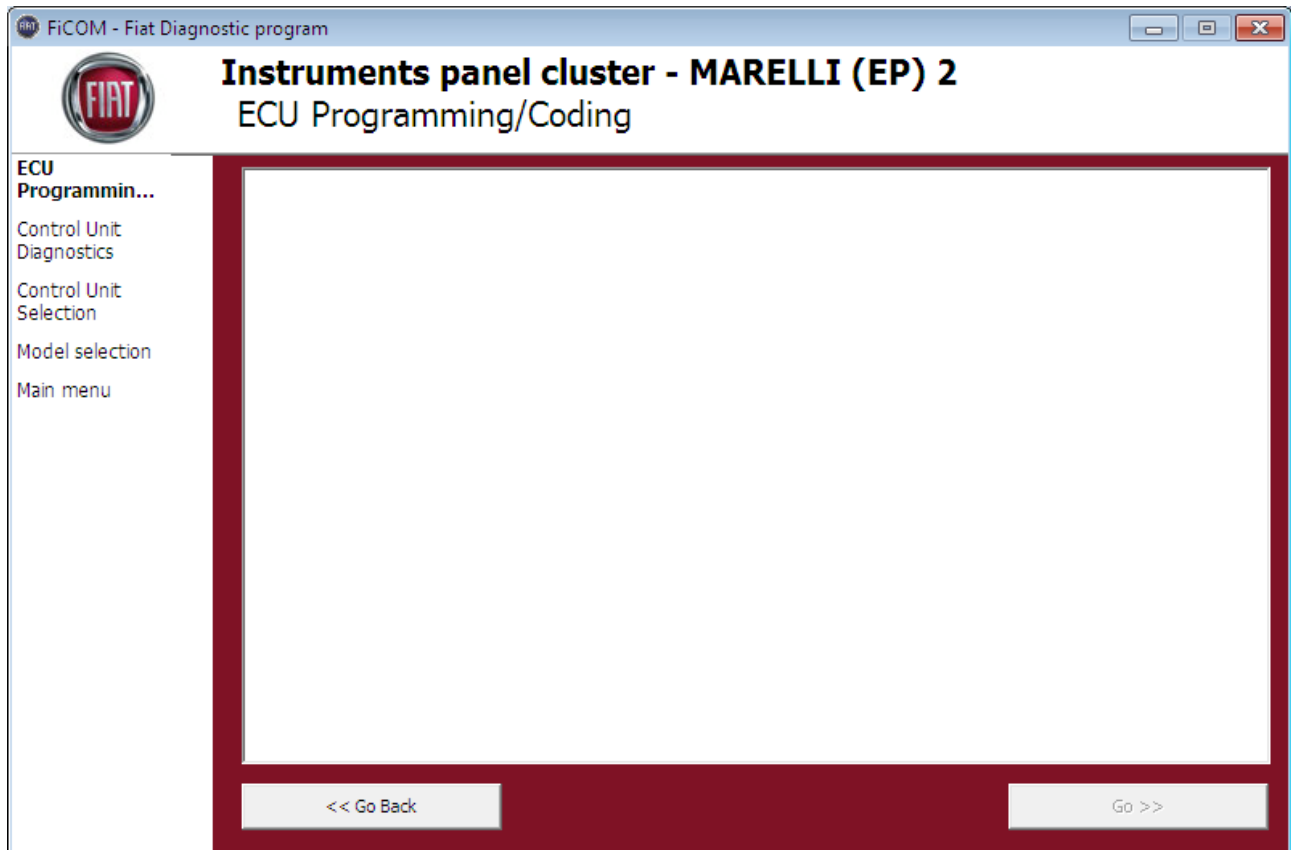 FiCOM - Fiat Diagnostic program
FIAT
Instruments panel cluster - MARELLI (EP) 2
ECU Programming/Coding
ECU
Programmin...
Control Unit
Diagnostics
Control Unit
Selection
Model selection
Main menu
<< Go Back
Go >>